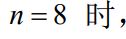 n = 8 时，